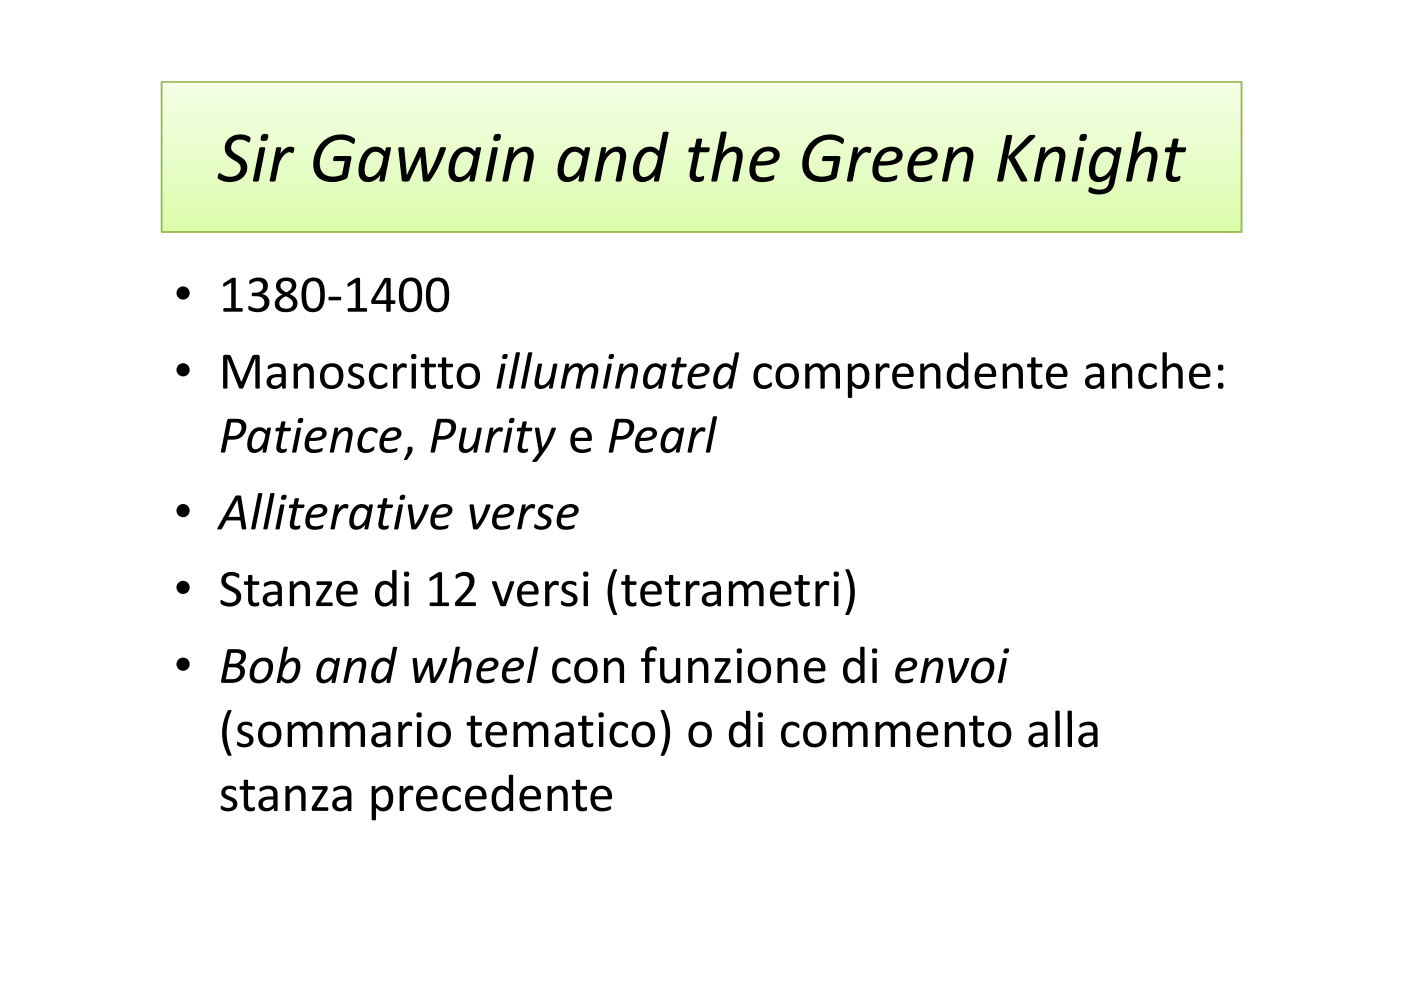 Sir Gawain and the Green Knight
• 1380-1400
• Manoscritto illuminated comprendente anche:
Patience, Purity e Pearl
• Alliterative verse
• Stanze di 12 versi (tetrametri)
• Bob and wheel con funzione di envoi
(sommario tematico) o di commento alla
stanza precedente